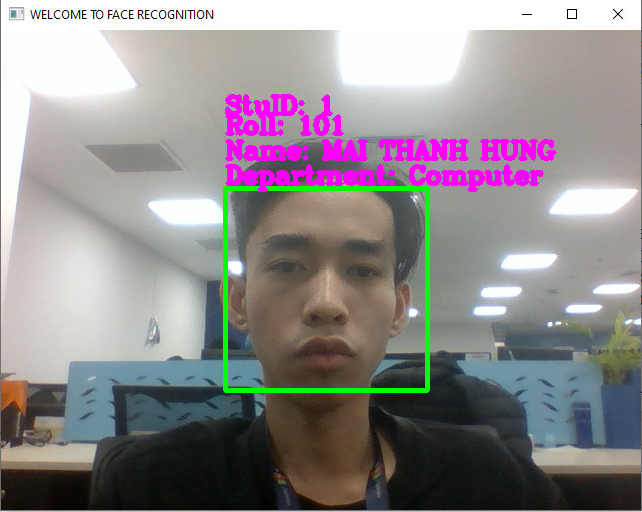 WELCOME TO FACE RECOGNITION
StuID: 1
Roll: 101
Name: MAI THANH HUNG
Department: Computer